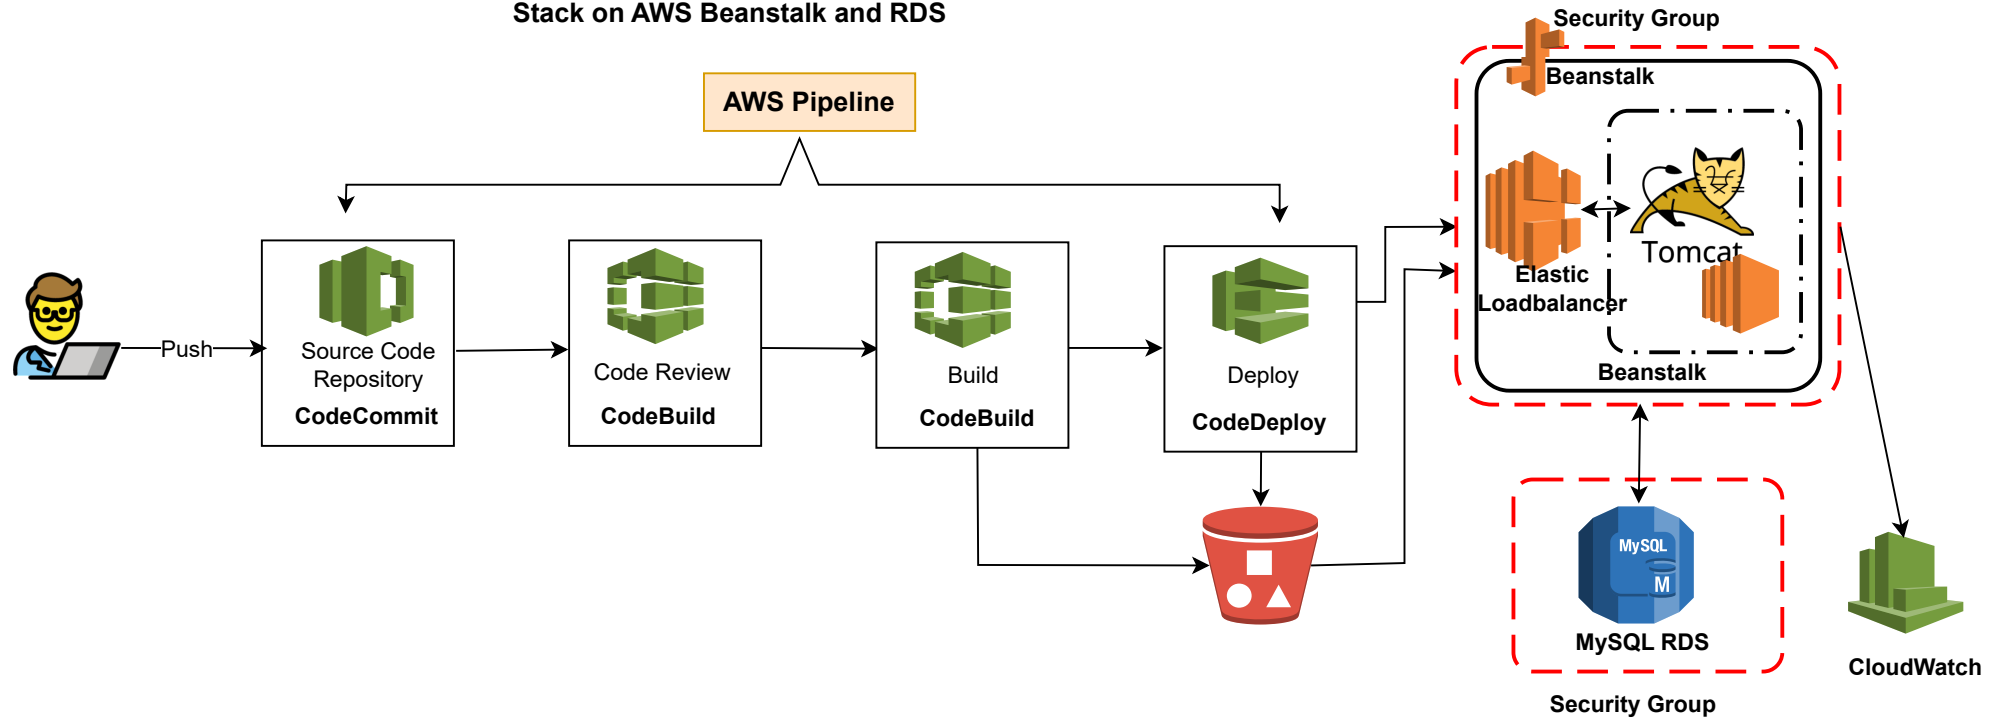 Stack on AWS Beanstalk and RDS
AWS Pipeline
Push
Source Code
Repository
CodeCommit
Code Review
CodeBuild
Build
CodeBuild
Deploy
CodeDeploy
Security Group
Beanstalk
Tomcat
Elastic
Loadbalancer
Beanstalk
MySQL
M
MySQL RDS
Security Group
CloudWatch